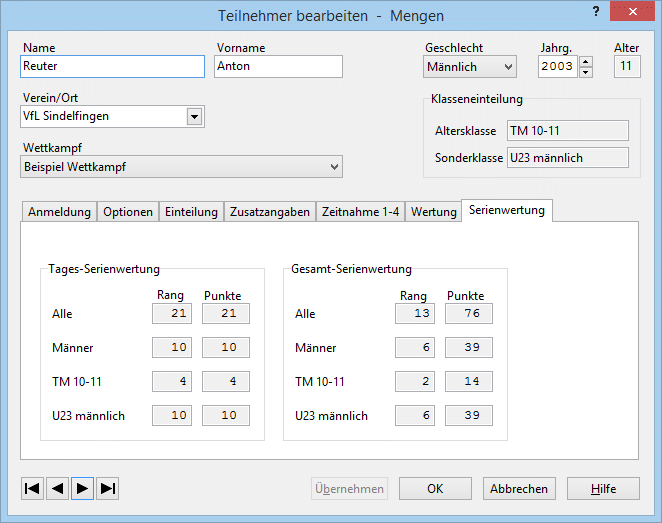 Teilnehmer bearbeiten - Mengen
?
Name
Vorname
Geschlecht
Jahrg.
Alter
Reuter
Anton
Männlich
2003
11
Verein/Ort
VfL Sindelfingen
Klasseneinteilung
Altersklasse
TM 10-11
Wettkampf
Sonderklasse
U23 männlich
Beispiel Wettkampf
Anmeldung
Optionen
Einteilung
Zusatzangaben
Zeitnahme 1-4
Wertung
Serienwertung
Tages-Serienwertung
Rang Punkte
Alle 21 21
Männer 10 10
TM 10-11 4 4
U23 männlich 10 10
Gesamt-Serienwertung
Rang Punkte
Alle 13 76
Männer 6 39
TM 10-11 2 14
U23 männlich 6 39
Übernehmen
OK
Abbrechen
Hilfe